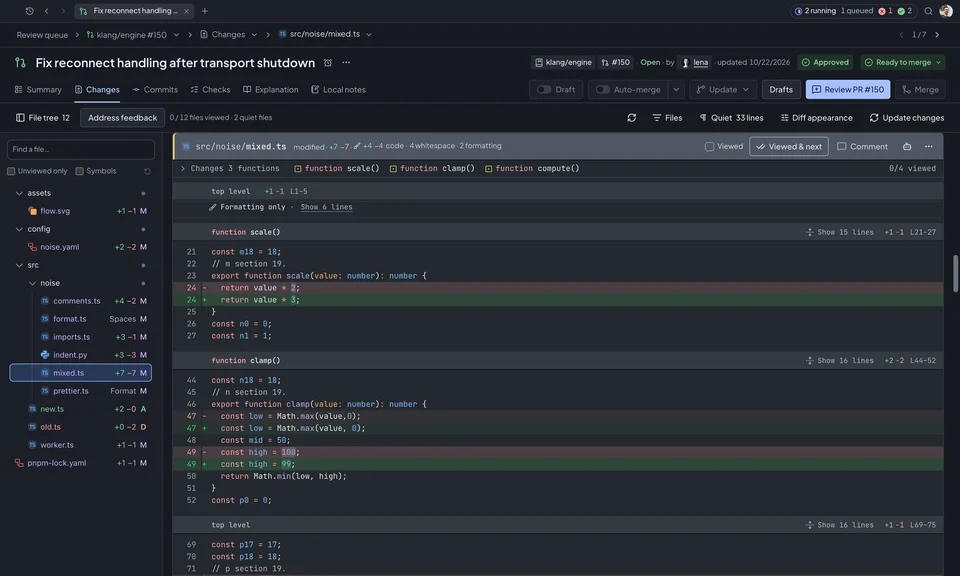 Fix reconnect handling ...
2 running 1 queued 1 2
Review queue klang/engine #150 Changes src/noise/mixed.ts 1/7
Fix reconnect handling after transport shutdown ··· klang/engine #150 Open · by lena · updated 10/22/2026 Approved Ready to merge
Summary Changes Commits Checks Explanation Local notes Draft Auto-merge Update Drafts Review PR #150 Merge
File tree 12 Address feedback 0 / 12 files viewed · 2 quiet files Files Quiet 33 lines Diff appearance Update changes
Find a file...
Unviewed only Symbols
assets
flow.svg +1 −1 M
config
noise.yaml +2 −2 M
src
noise
comments.ts +4 −2 M
format.ts Spaces M
imports.ts +3 −1 M
indent.py +3 −3 M
mixed.ts +7 −7 M
prettier.ts Format M
new.ts +2 −0 A
old.ts +0 −2 D
worker.ts +1 −1 M
pnpm-lock.yaml +1 −1 M
src/noise/mixed.ts modified +7 −7 · +4 −4 code · 4 whitespace · 2 formatting Viewed Viewed & next Comment ···
Changes 3 functions function scale() function clamp() function compute() 0/4 viewed
top level +1 -1 L1–5
Formatting only · Show 6 lines
function scale() Show 15 lines +1 -1 L21–27
21 const m18 = 18;
22 // m section 19.
23 export function scale(value: number): number {
24 - return value * 2;
24 + return value * 3;
25 }
26 const n0 = 0;
27 const n1 = 1;
function clamp() Show 16 lines +2 -2 L44–52
44 const n18 = 18;
45 // n section 19.
46 export function clamp(value: number): number {
47 - const low = Math.max(value,0);
47 + const low = Math.max(value, 0);
48 const mid = 50;
49 - const high = 100;
49 + const high = 99;
50 return Math.min(low, high);
51 }
52 const p0 = 0;
top level Show 16 lines +1 -1 L69–75
69 const p17 = 17;
70 const p18 = 18;
71 // p section 19.